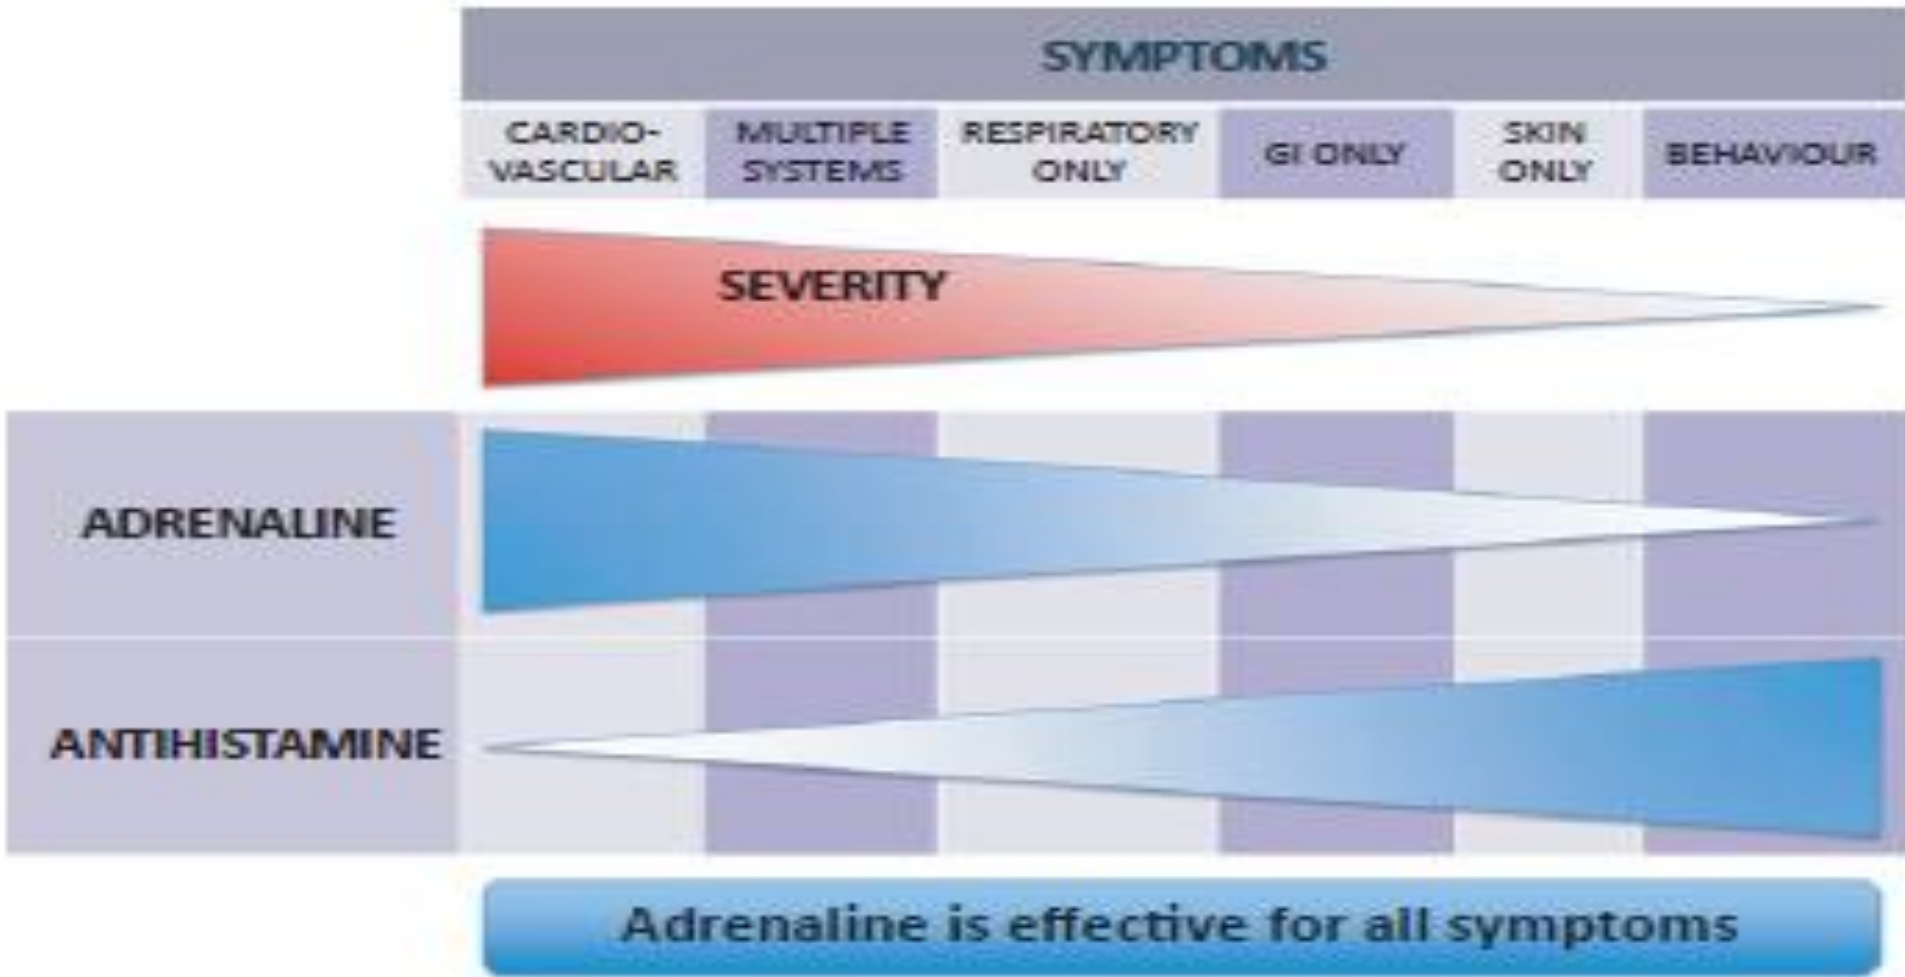 SYMPTOMS
CARDIO-
VASCULAR
MULTIPLE
SYSTEMS
RESPIRATORY
ONLY
GI ONLY
SKIN
ONLY
BEHAVIOUR
SEVERITY
ADRENALINE
ANTIHISTAMINE
Adrenaline is effective for all symptoms